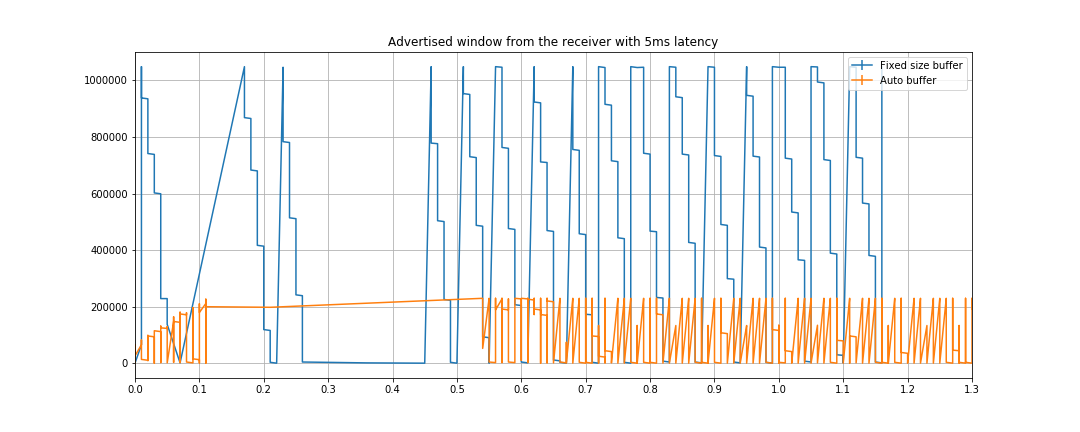 Advertised window from the receiver with 5ms latency
Fixed size buffer
Auto buffer
1000000
800000
600000
400000
200000
0
0.0 0.1 0.2 0.3 0.4 0.5 0.6 0.7 0.8 0.9 1.0 1.1 1.2 1.3